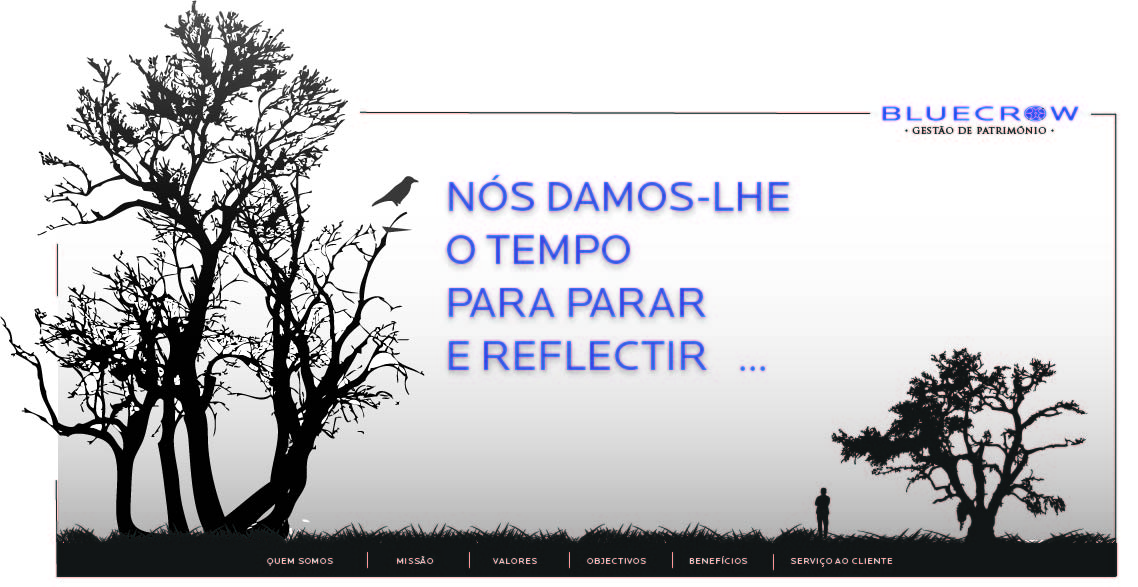 BLUECROW
• GESTÃO DE PATRIMÓNIO •
NÓS DAMOS-LHE
O TEMPO
PARA PARAR
E REFLECTIR ...
QUEM SOMOS | MISSÃO | VALORES | OBJECTIVOS | BENEFÍCIOS | SERVIÇO AO CLIENTE